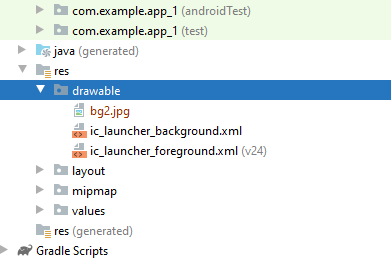 com.example.app_1 (androidTest)
com.example.app_1 (test)
java (generated)
res
drawable
bg2.jpg
ic_launcher_background.xml
ic_launcher_foreground.xml (v24)
layout
mipmap
values
res (generated)
Gradle Scripts